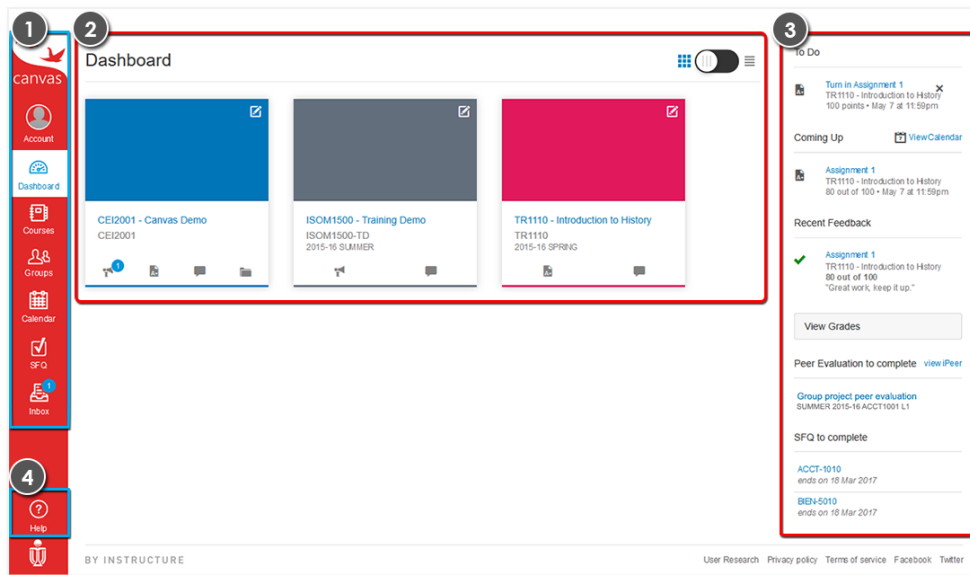 1
canvas
Account
Dashboard
Courses
Groups
Calendar
SFQ
1
Inbox
4
Help
2
Dashboard
CEI2001 - Canvas Demo
CEI2001
1
ISOM1500 - Training Demo
ISOM1500-TD
2015-16 SUMMER
TR1110 - Introduction to History
TR1110
2015-16 SPRING
3
To Do
Turn in Assignment 1
TR1110 - Introduction to History
100 points • May 7 at 11:59pm
Coming Up View Calendar
Assignment 1
TR1110 - Introduction to History
80 out of 100 • May 7 at 11:59pm
Recent Feedback
Assignment 1
TR1110 - Introduction to History
80 out of 100
"Great work, keep it up."
View Grades
Peer Evaluation to complete view iPeer
Group project peer evaluation
SUMMER 2015-16 ACCT1001 L1
SFQ to complete
ACCT-1010
ends on 18 Mar 2017
BIEN-5010
ends on 18 Mar 2017
BY INSTRUCTURE
User Research Privacy policy Terms of service Facebook Twitter